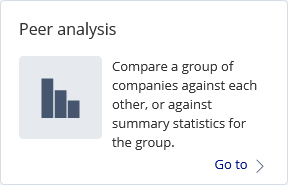 Peer analysis
Compare a group of
companies against each
other, or against
summary statistics for
the group.
Go to